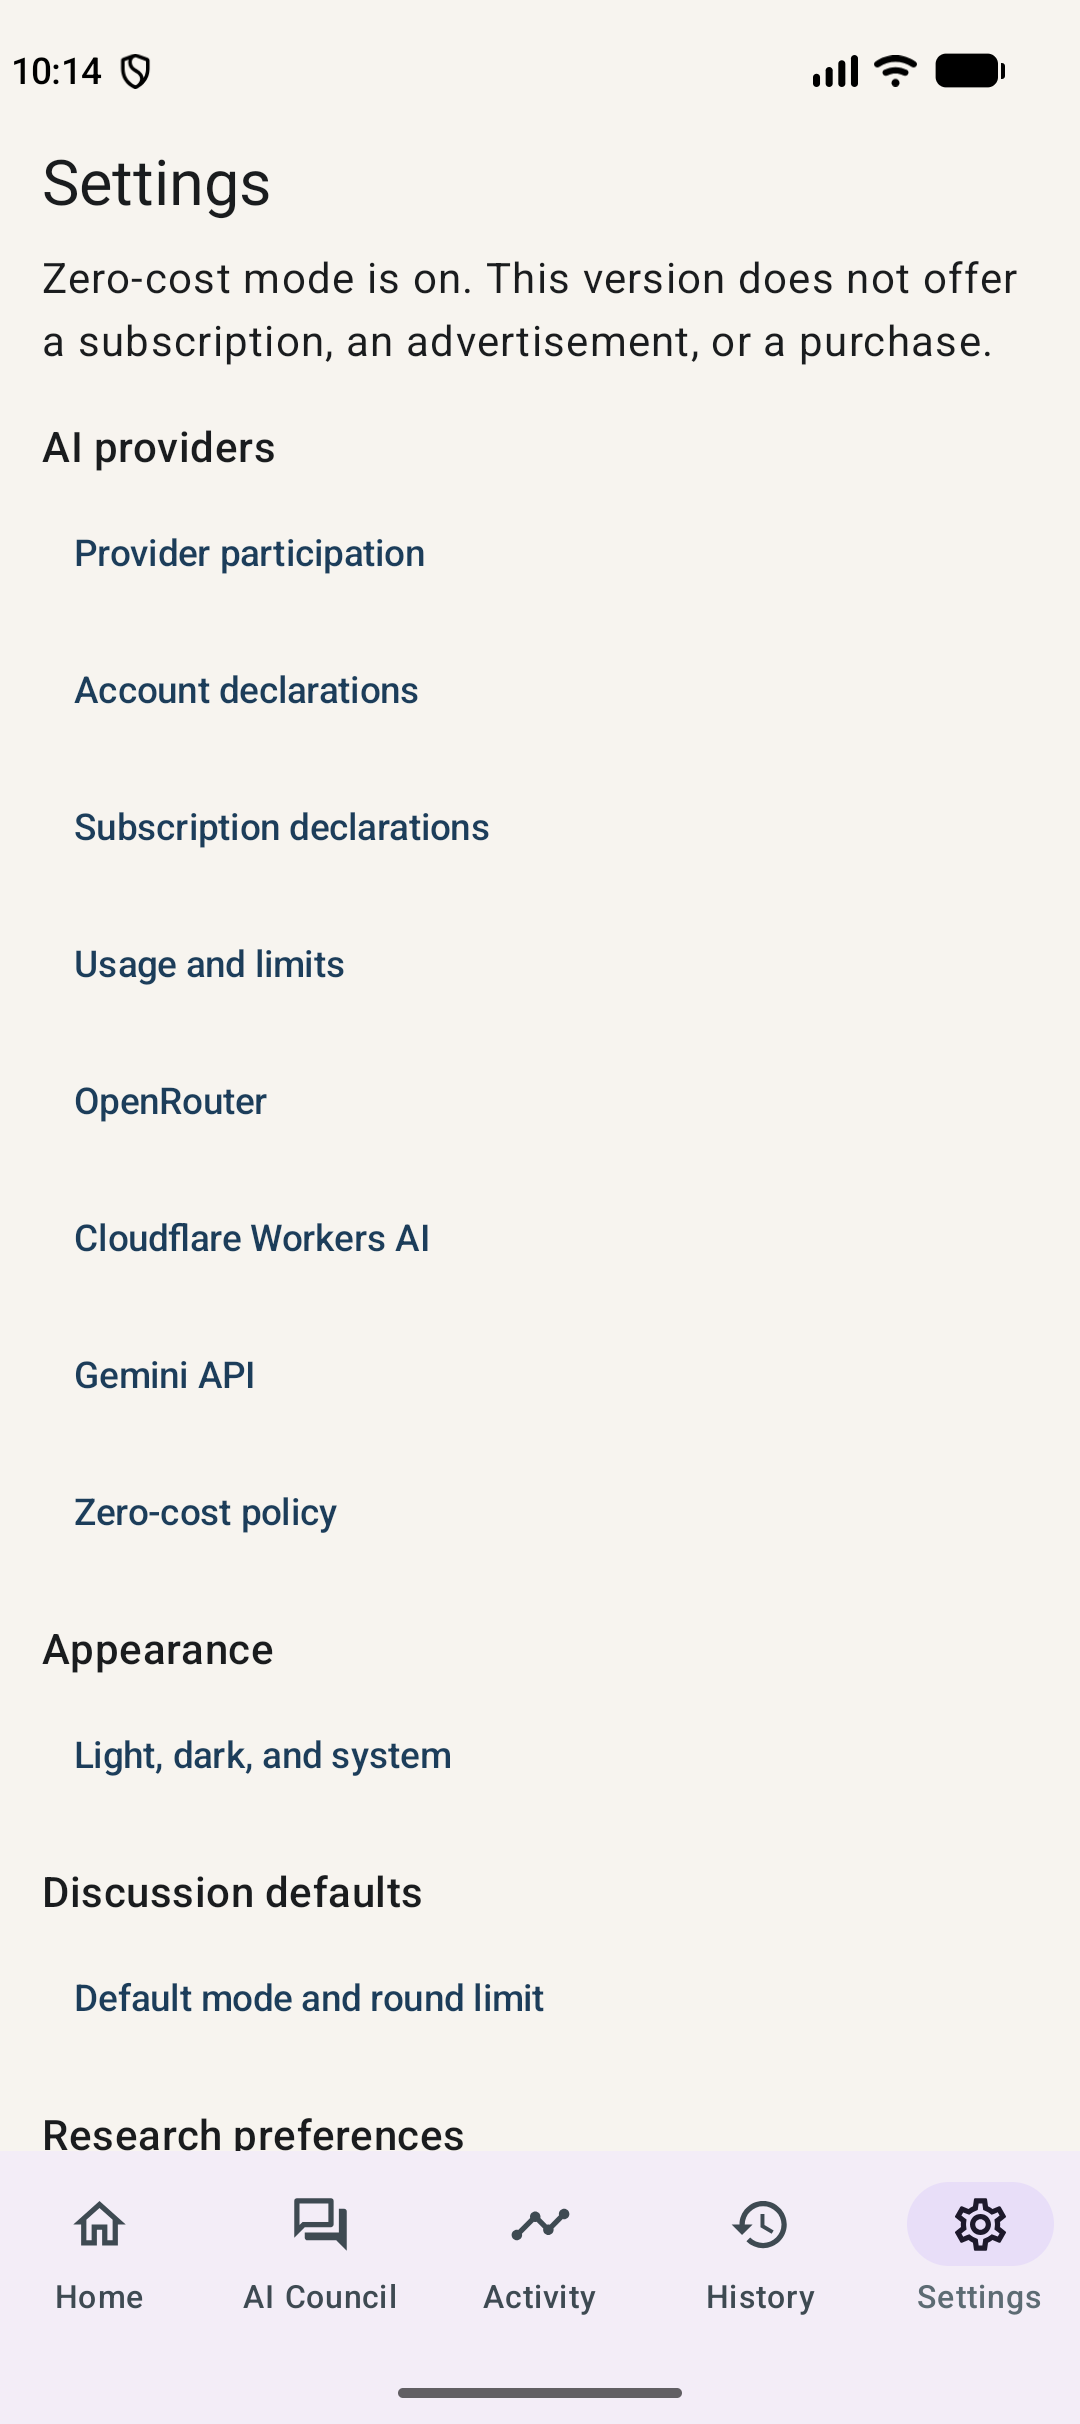 10:14
Settings
Zero-cost mode is on. This version does not offer
a subscription, an advertisement, or a purchase.
AI providers
Provider participation
Account declarations
Subscription declarations
Usage and limits
OpenRouter
Cloudflare Workers AI
Gemini API
Zero-cost policy
Appearance
Light, dark, and system
Discussion defaults
Default mode and round limit
Research preferences
Home AI Council Activity History Settings